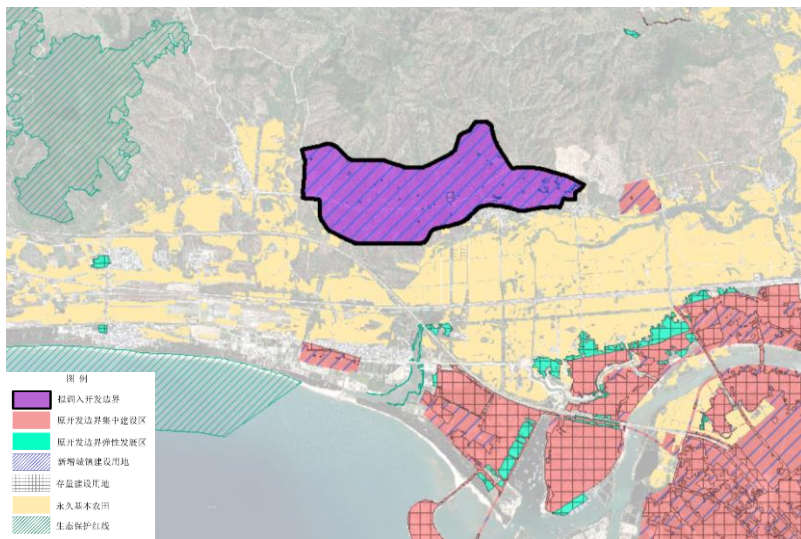 图 例
拟调入开发边界
原开发边界集中建设区
原开发边界弹性发展区
新增城镇建设用地
存量建设用地
永久基本农田
生态保护红线